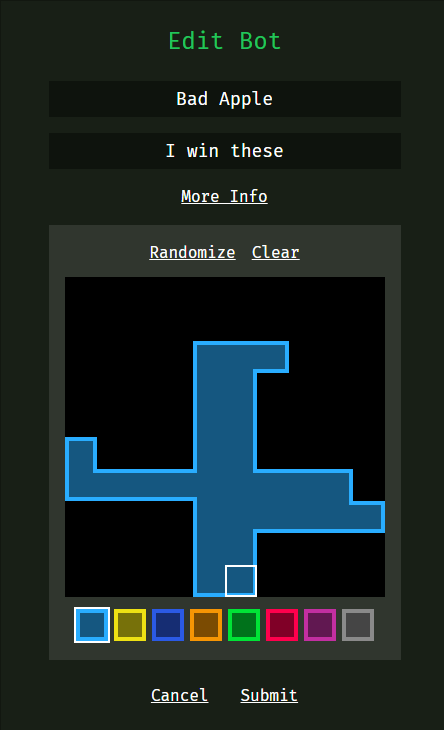 Edit Bot
Bad Apple
I win these
More Info
Randomize Clear
Cancel Submit